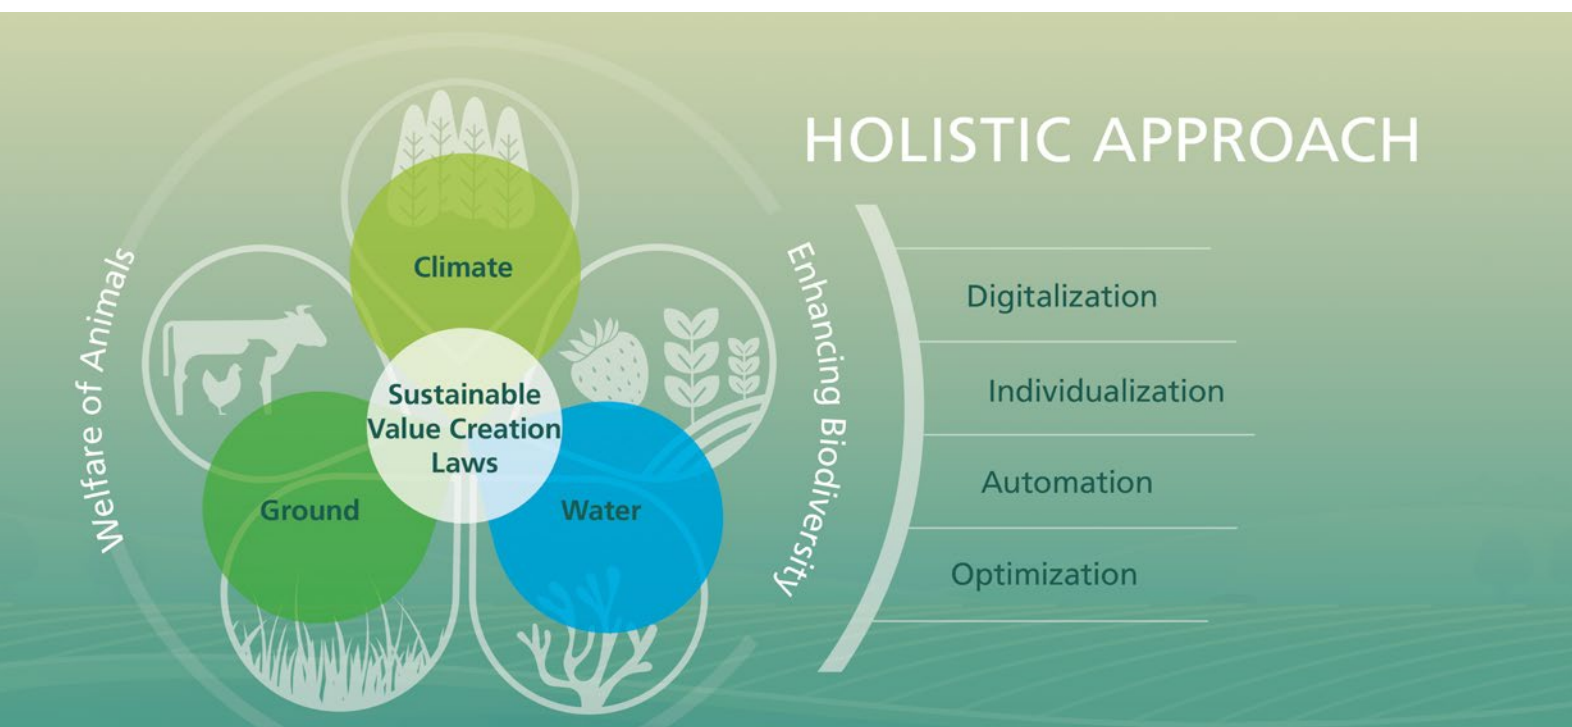 HOLISTIC APPROACH
Welfare of Animals
Climate
Sustainable
Value Creation
Laws
Ground
Water
Enhancing Biodiversity
Digitalization
Individualization
Automation
Optimization